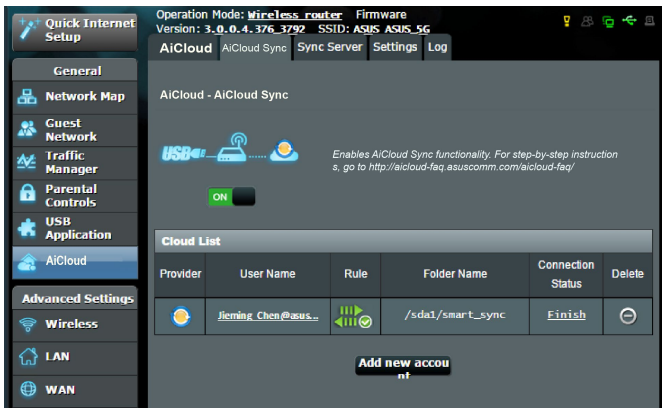 Quick Internet
Setup
Operation Mode: Wireless router Firmware
Version: 3.0.0.4.376_3792 SSID: ASUS ASUS_5G
AiCloud AiCloud Sync Sync Server Settings Log
General
Network Map
Guest
Network
Traffic
Manager
Parental
Controls
USB
Application
AiCloud
Advanced Settings
Wireless
LAN
WAN
AiCloud - AiCloud Sync
USB
Enables AiCloud Sync functionality. For step-by-step instruction
s, go to http://aicloud-faq.asuscomm.com/aicloud-faq/
ON
Cloud List
Provider User Name Rule Folder Name Connection Status Delete
Jieming_Chen@asus... /sda1/smart_sync Finish
Add new accou
nt